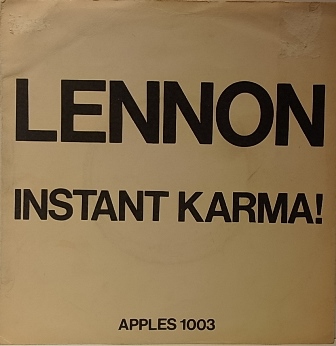 LENNON
INSTANT KARMA!
APPLES 1003